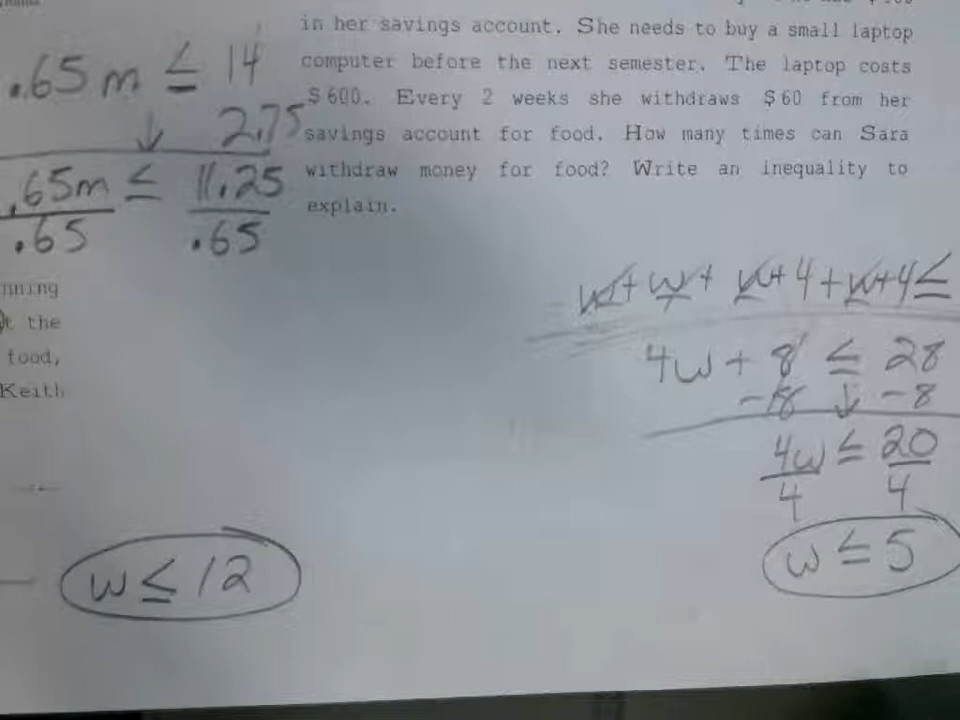 in her savings account. She needs to buy a small laptop
computer before the next semester. The laptop costs
$600. Every 2 weeks she withdraws $60 from her
savings account for food. How many times can Sara
withdraw money for food? Write an inequality to
explain.
.65m ≤ 14
2.75
.65m ≤ 11.25
.65 .65
nning
t the
food,
Keith
w ≤ 12
w+w+ w+4+w+4≤
4w + 8 ≤ 28
-8 ↓ -8
4w ≤ 20
4 4
w ≤ 5